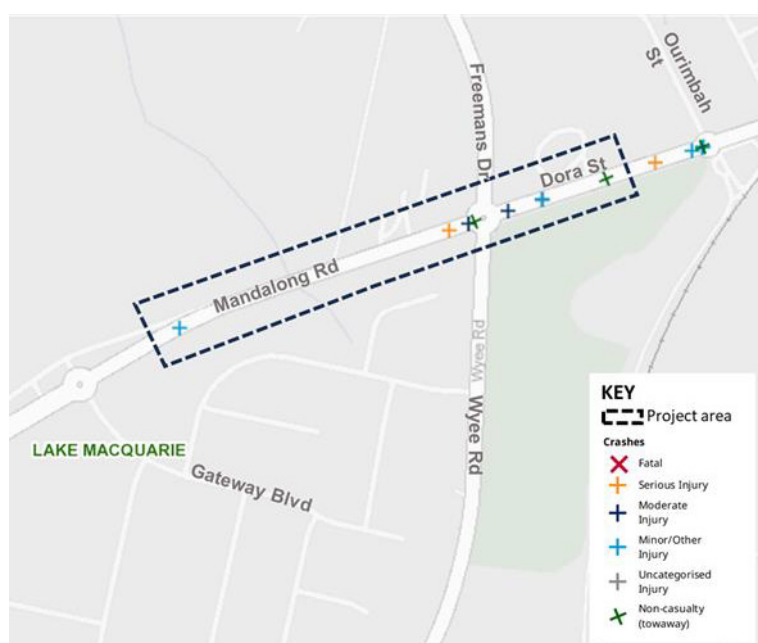 Freemans Dr
Ourimbah
St
Dora St
Mandalong Rd
Wyee Rd
Wyee Rd
LAKE MACQUARIE
Gateway Blvd
KEY
Project area
Crashes
Fatal
Serious Injury
Moderate
Injury
Minor/Other
Injury
Uncategorised
Injury
Non-casualty
(towaway)